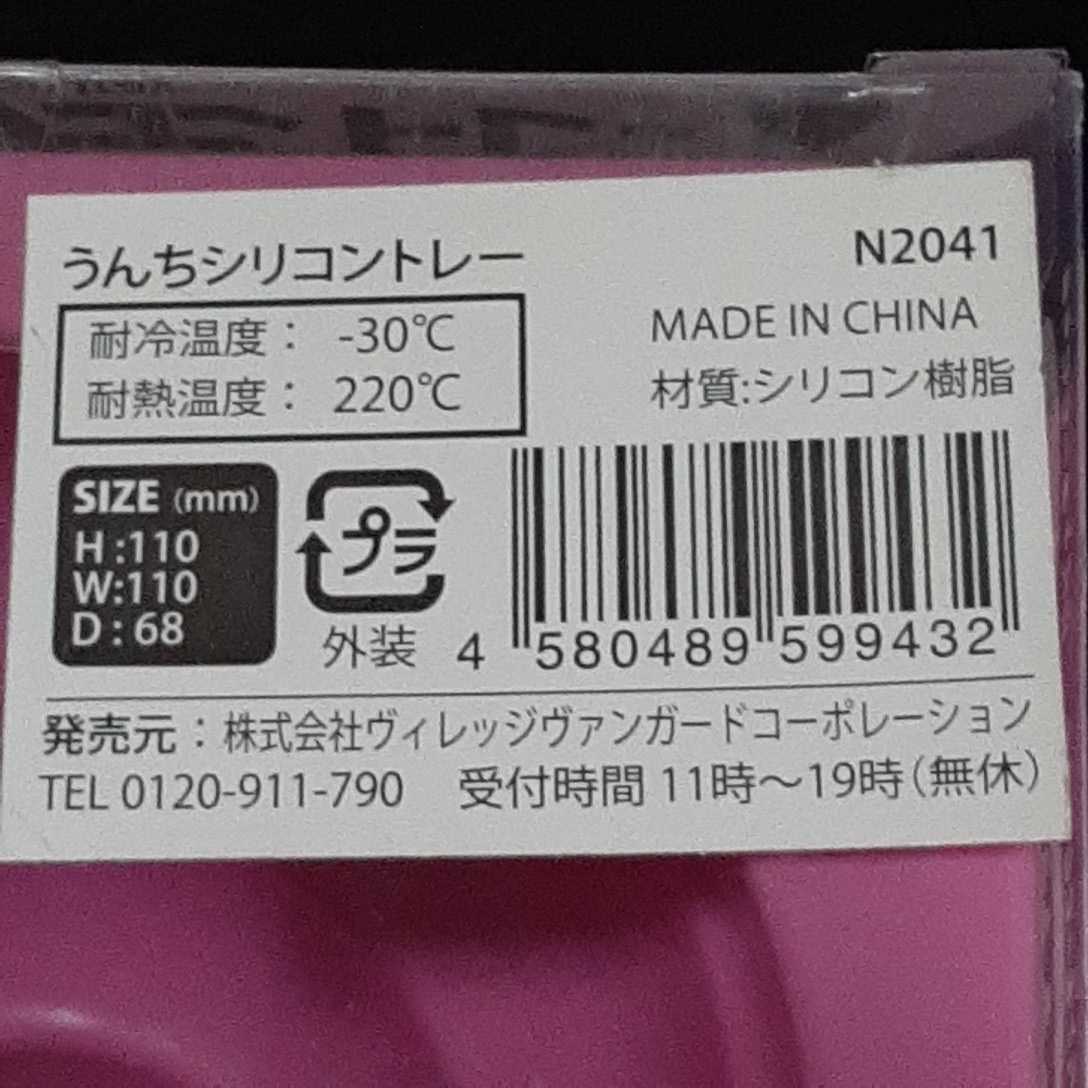 うんちシリコントレー
N2041
耐冷温度： -30℃
耐熱温度： 220℃
MADE IN CHINA
材質:シリコン樹脂
SIZE (mm)
H :110
W:110
D : 68
プラ
外装
4 580489 599432
発売元：株式会社ヴィレッジヴァンガードコーポレーション
TEL 0120-911-790 受付時間 11時～19時(無休)